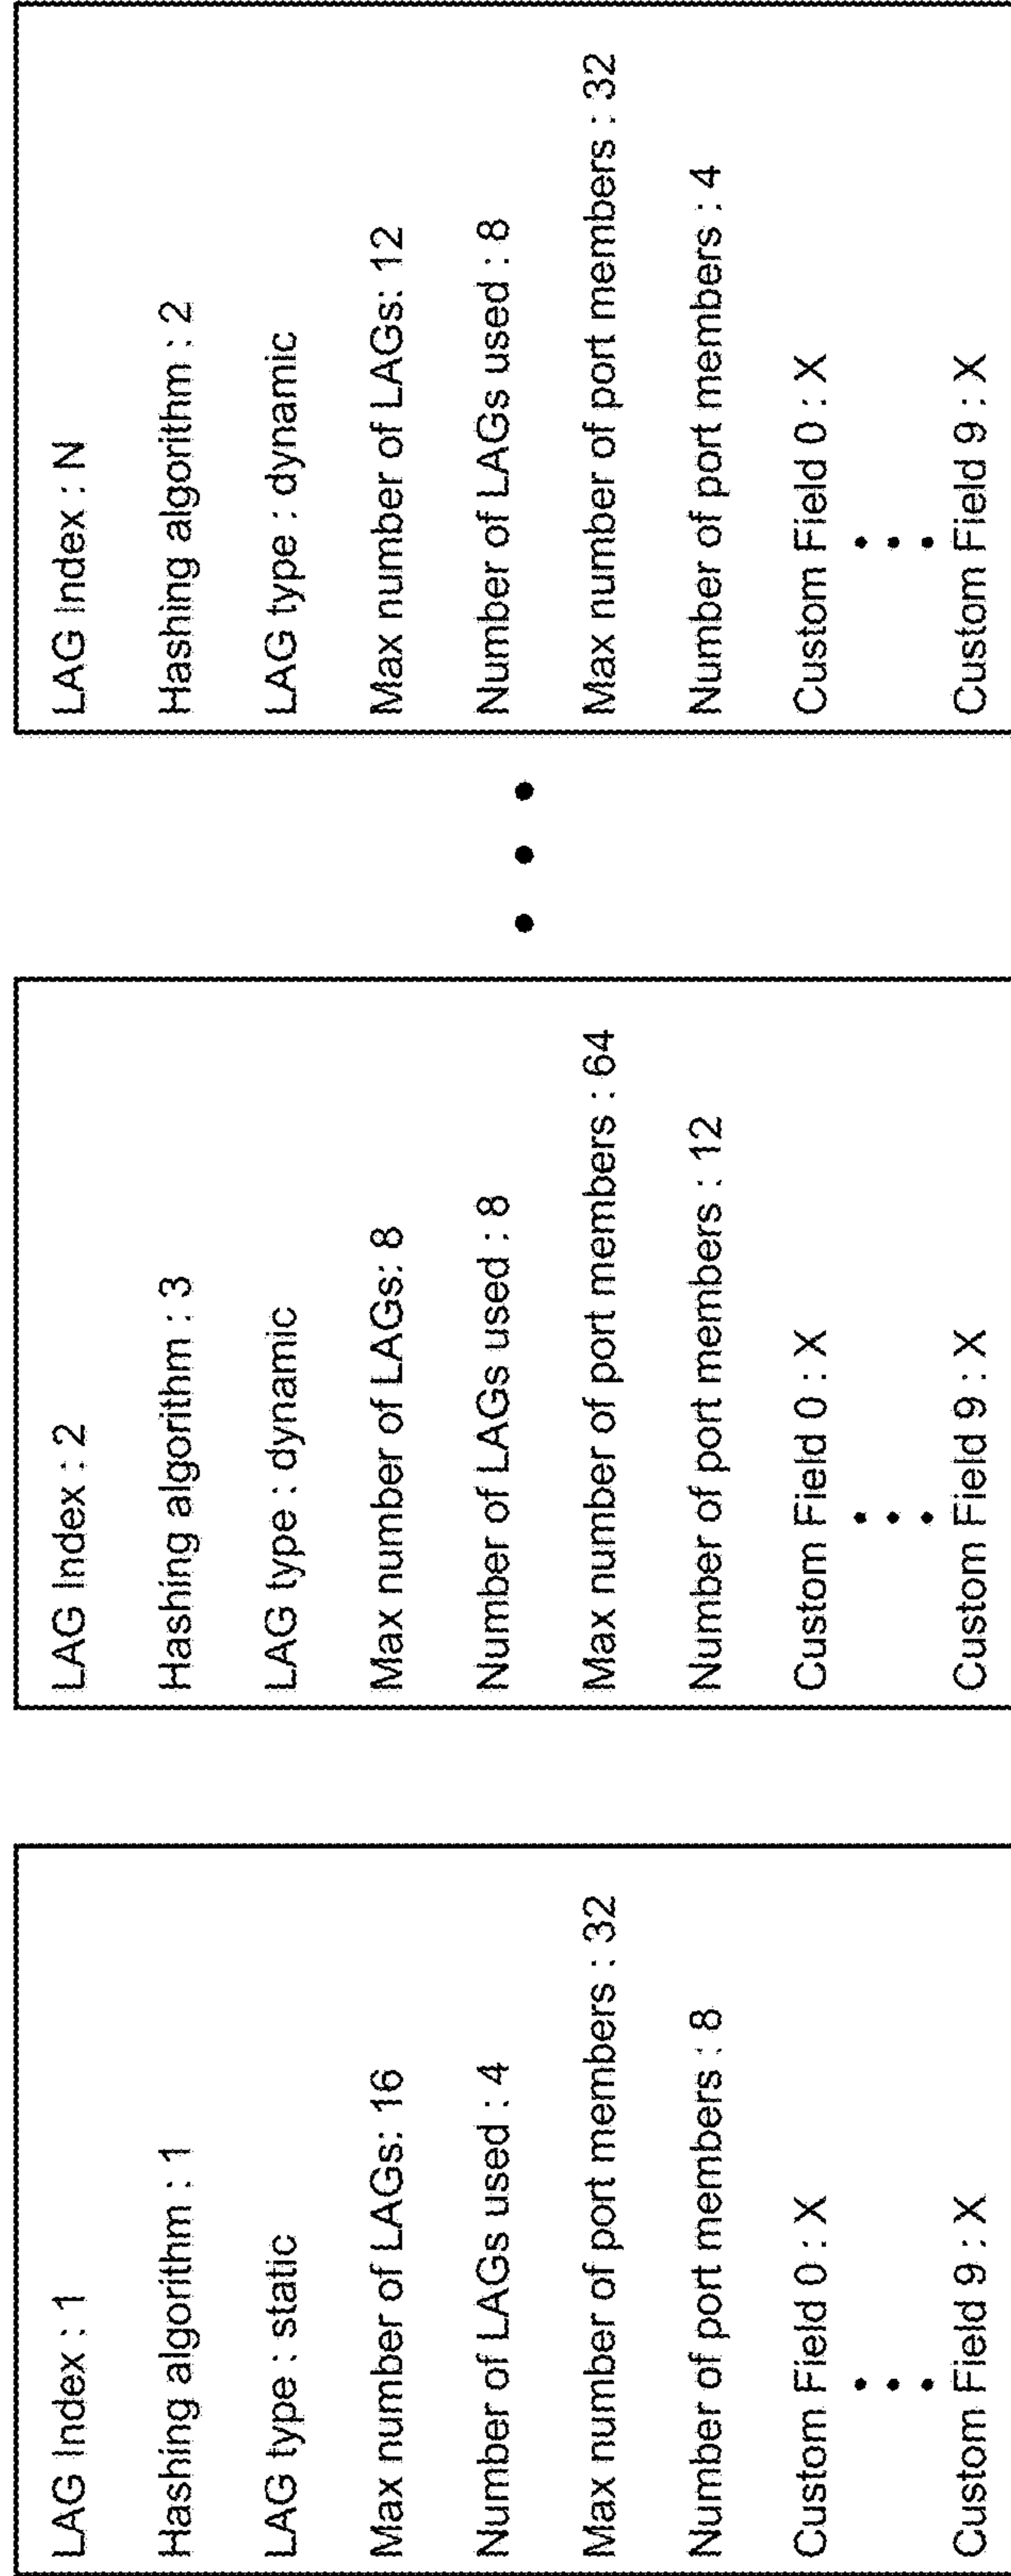 LAG Index : 1
Hashing algorithm : 1
LAG type : static
Max number of LAGs: 16
Number of LAGs used : 4
Max number of port members : 32
Number of port members : 8
Custom Field 0 : X
Custom Field 9 : X
LAG Index : 2
Hashing algorithm : 3
LAG type : dynamic
Max number of LAGs: 8
Number of LAGs used : 8
Max number of port members : 64
Number of port members : 12
Custom Field 0 : X
Custom Field 9 : X
LAG Index : N
Hashing algorithm : 2
LAG type : dynamic
Max number of LAGs: 12
Number of LAGs used : 8
Max number of port members : 32
Number of port members : 4
Custom Field 0 : X
Custom Field 9 : X